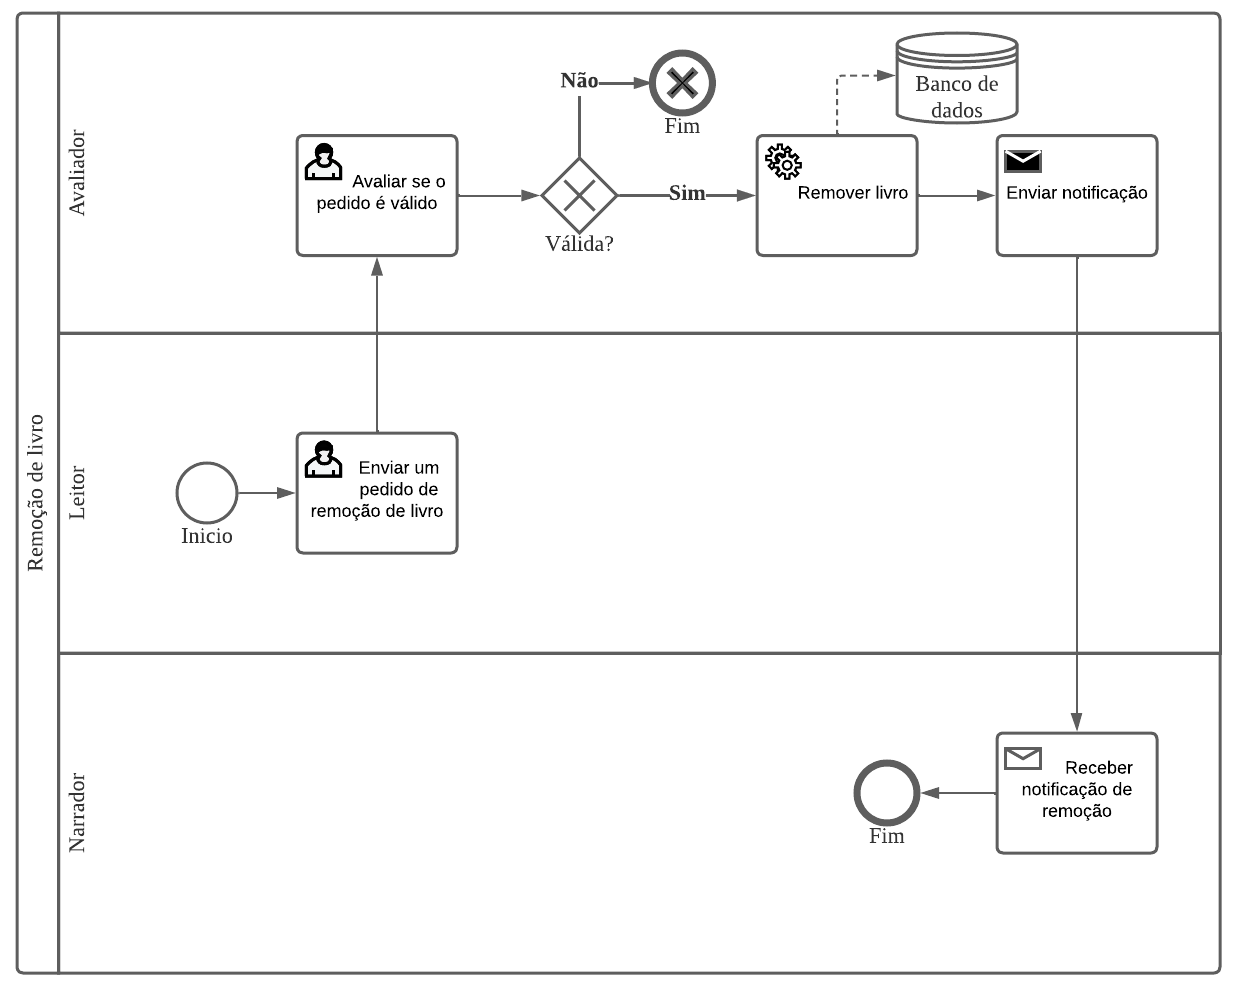 Remoção de livro
Avaliador
Não
Fim
Banco de
dados
Avaliar se o
pedido é válido
Válida?
Sim
Remover livro
Enviar notificação
Leitor
Inicio
Enviar um
pedido de
remoção de livro
Narrador
Fim
Receber
notificação de
remoção